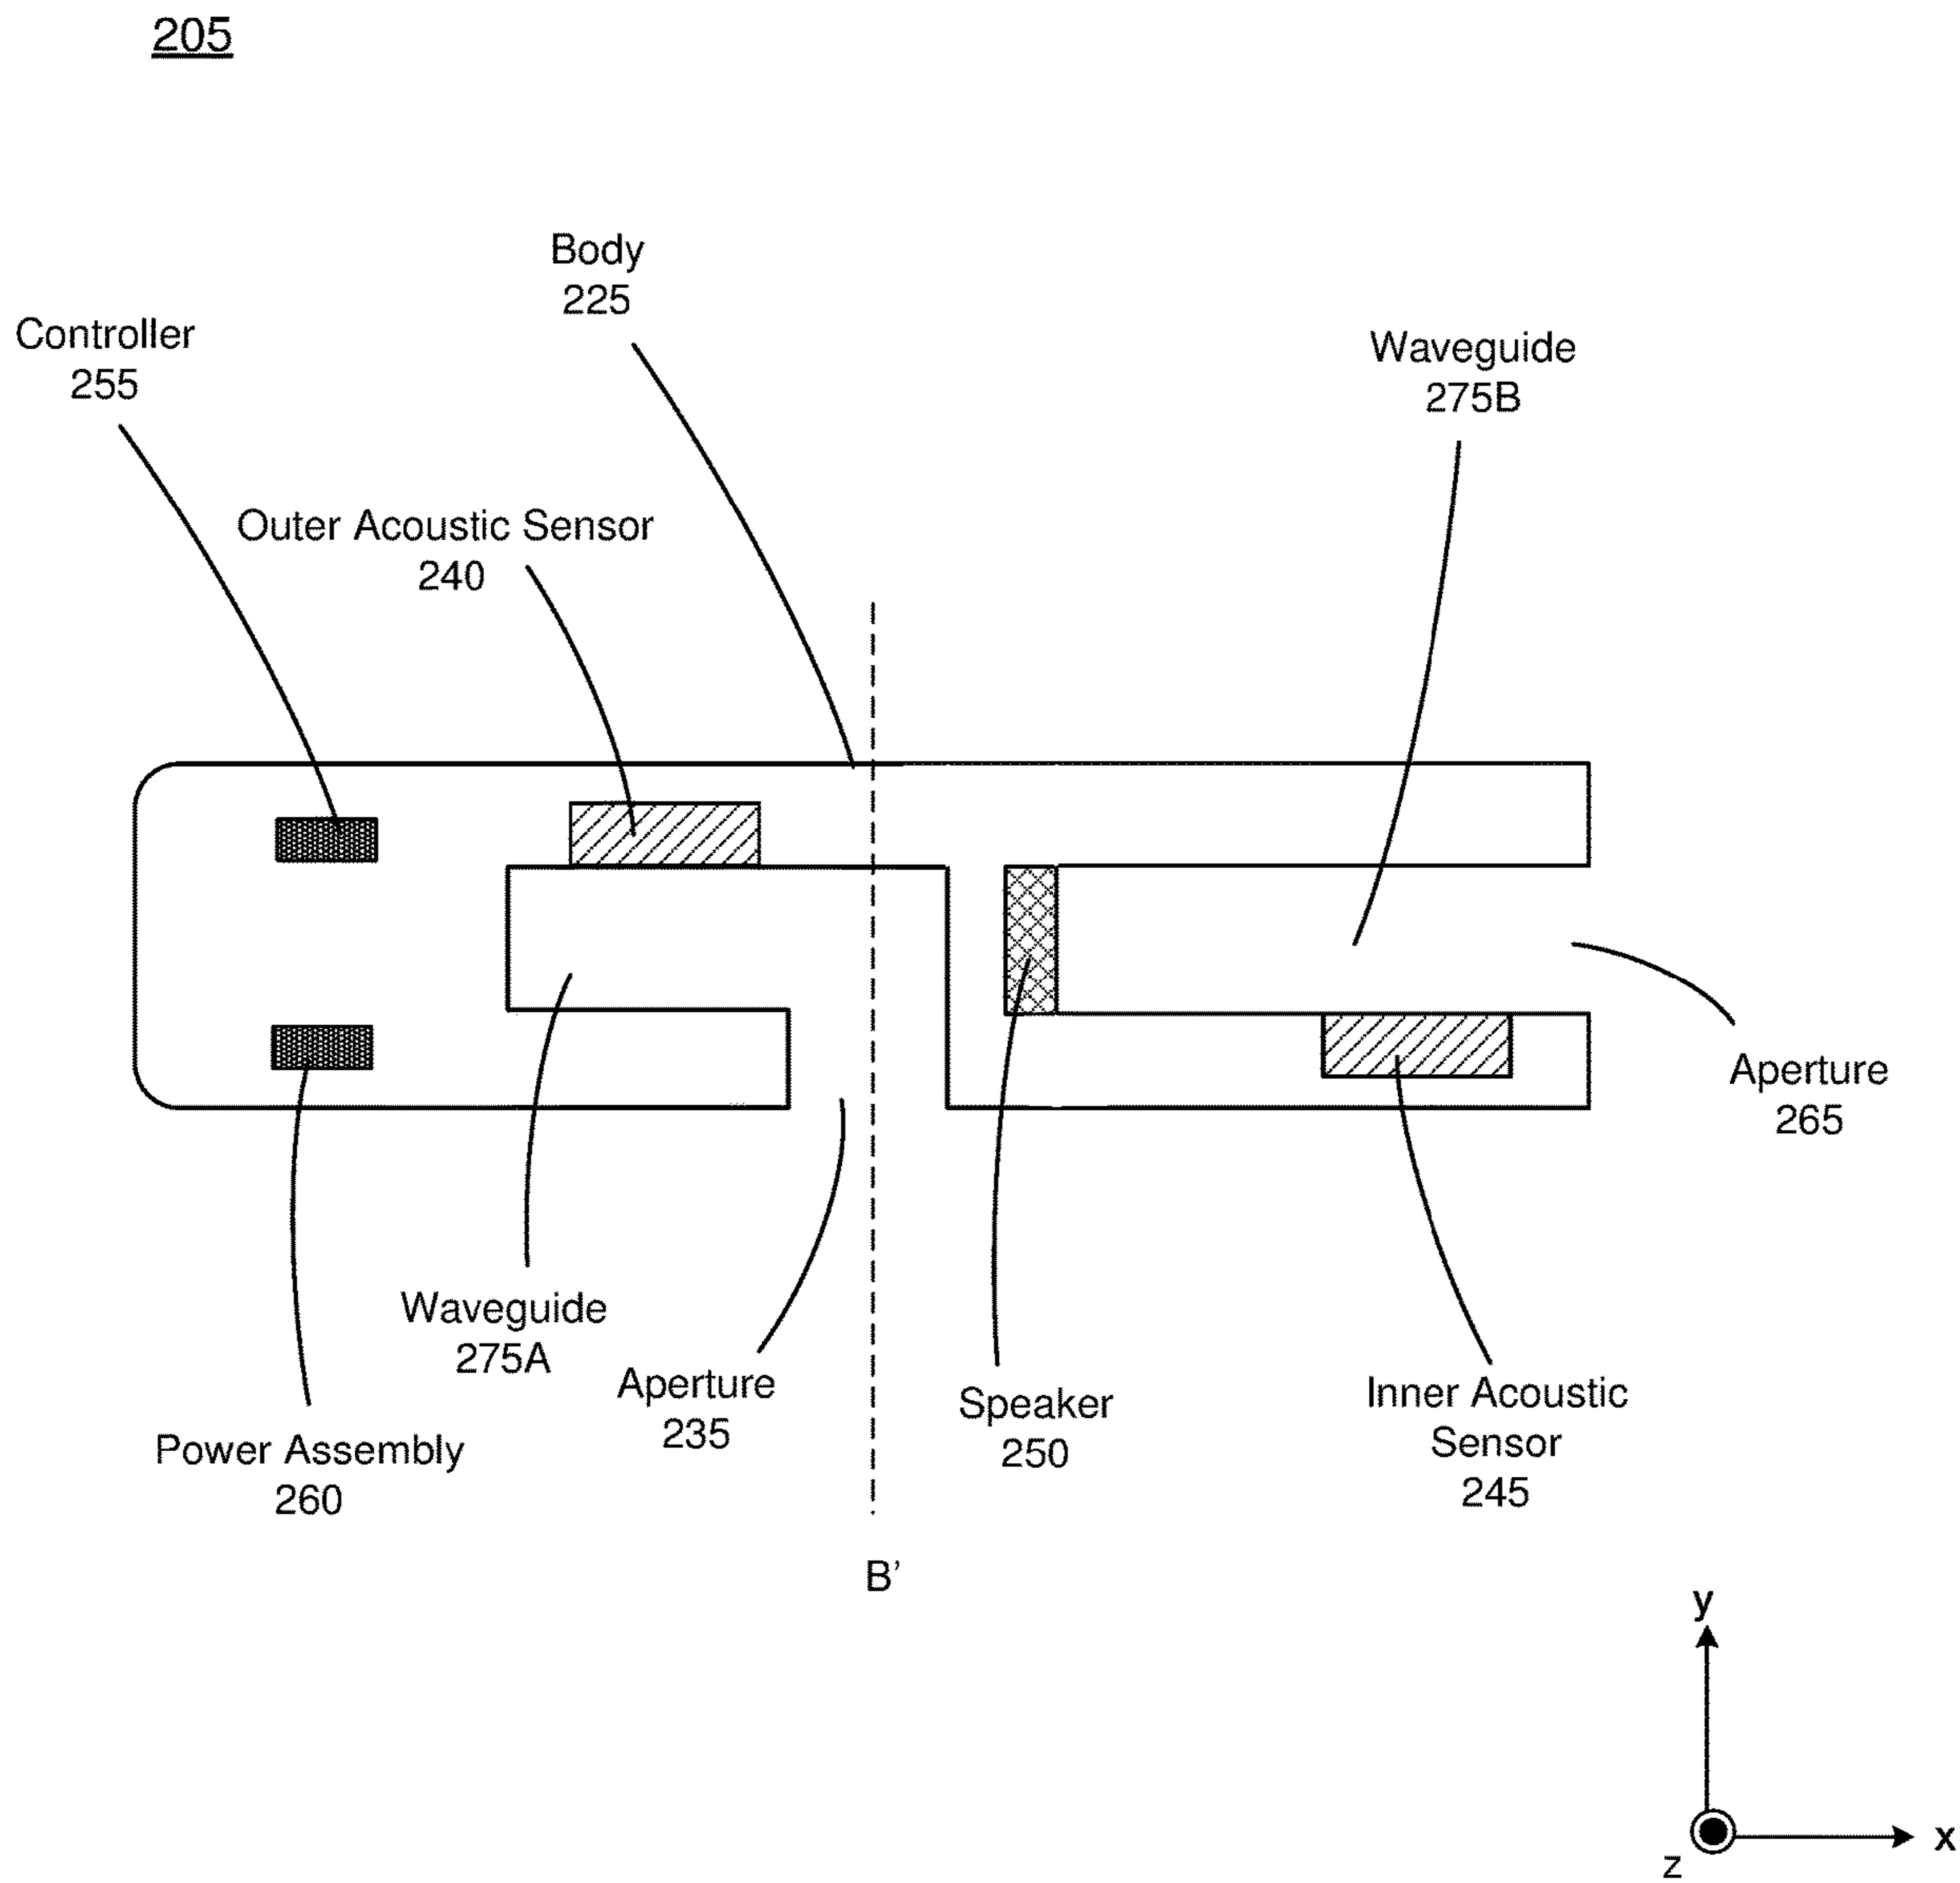 205
Body
225
Controller
255
Waveguide
275B
Outer Acoustic Sensor
240
Aperture
265
Waveguide
275A
Aperture
235
Speaker
250
Inner Acoustic
Sensor
245
Power Assembly
260
B’
y
x
z